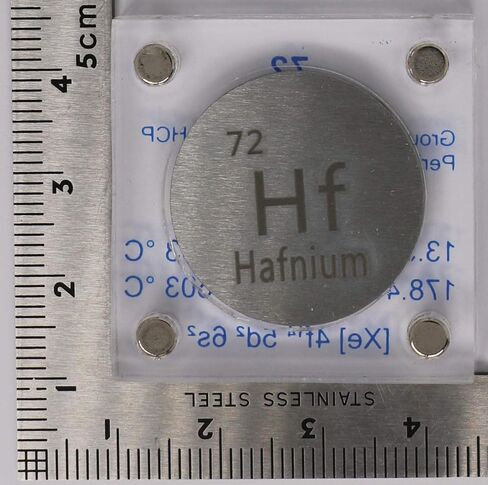 5cm
4
3
2
1
72
Hf
Hafnium
72
Grou HCP
Per
13. 3 °C
178.4 603 °C
[Xe] 4f¹⁴ 5d² 6s²
STAINLESS STEEL
1 2 3 4